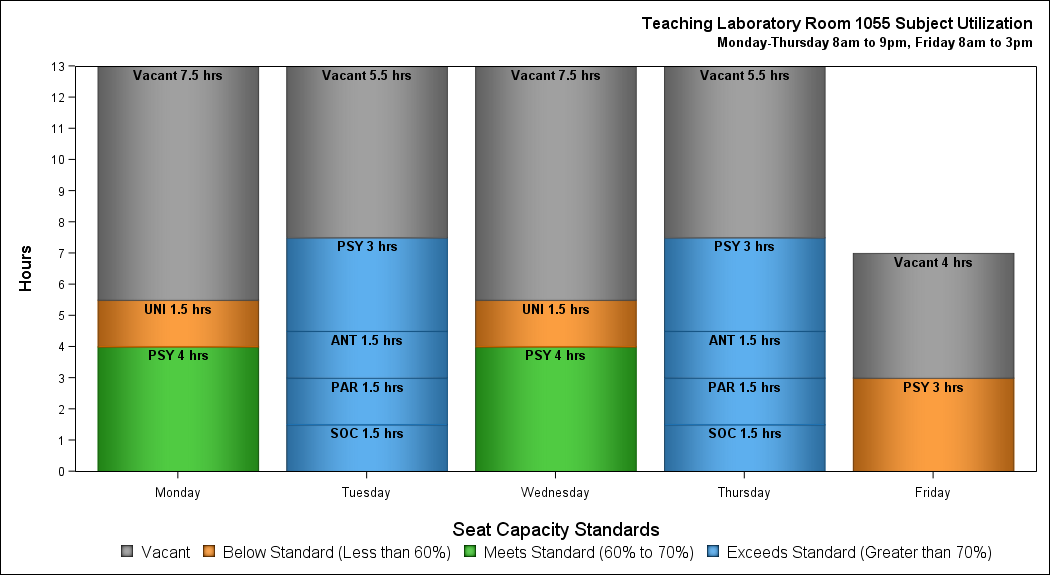 Teaching Laboratory Room 1055 Subject Utilization
Monday-Thursday 8am to 9pm, Friday 8am to 3pm
Hours
13
12
11
10
9
8
7
6
5
4
3
2
1
0
Vacant 7.5 hrs
UNI 1.5 hrs
PSY 4 hrs
Vacant 5.5 hrs
PSY 3 hrs
ANT 1.5 hrs
PAR 1.5 hrs
SOC 1.5 hrs
Vacant 7.5 hrs
UNI 1.5 hrs
PSY 4 hrs
Vacant 5.5 hrs
PSY 3 hrs
ANT 1.5 hrs
PAR 1.5 hrs
SOC 1.5 hrs
Vacant 4 hrs
PSY 3 hrs
Monday Tuesday Wednesday Thursday Friday
Seat Capacity Standards
Vacant Below Standard (Less than 60%) Meets Standard (60% to 70%) Exceeds Standard (Greater than 70%)